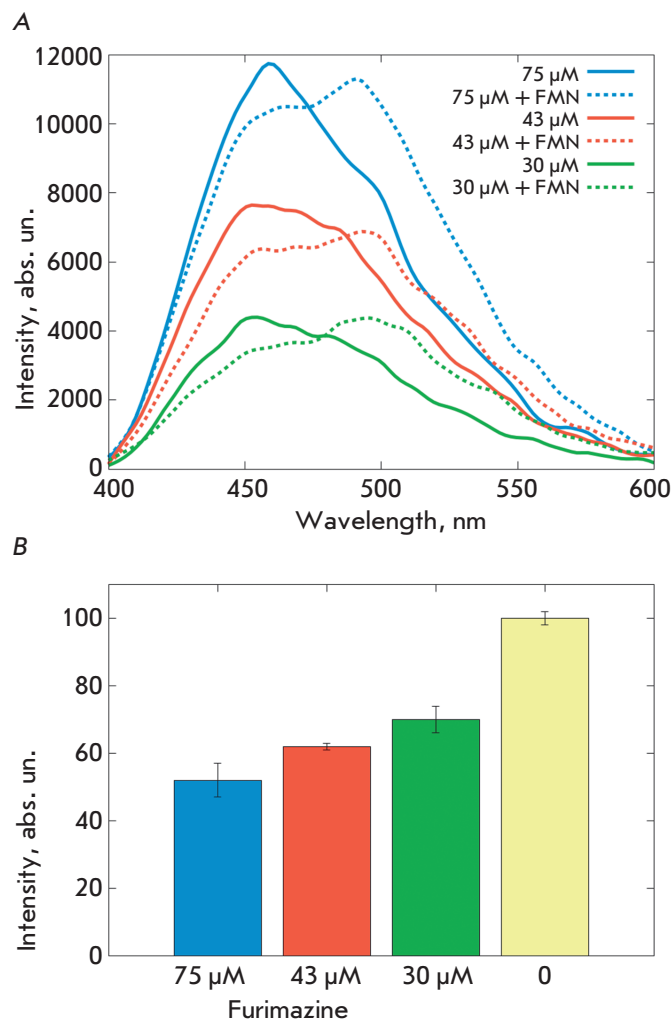 A
12000
10000
8000
6000
4000
2000
0
Intensity, abs. un.
75 μM
75 μM + FMN
43 μM
43 μM + FMN
30 μM
30 μM + FMN
400 450 500 550 600
Wavelength, nm
B
100
80
60
40
20
0
Intensity, abs. un.
75 μM 43 μM 30 μM 0
Furimazine